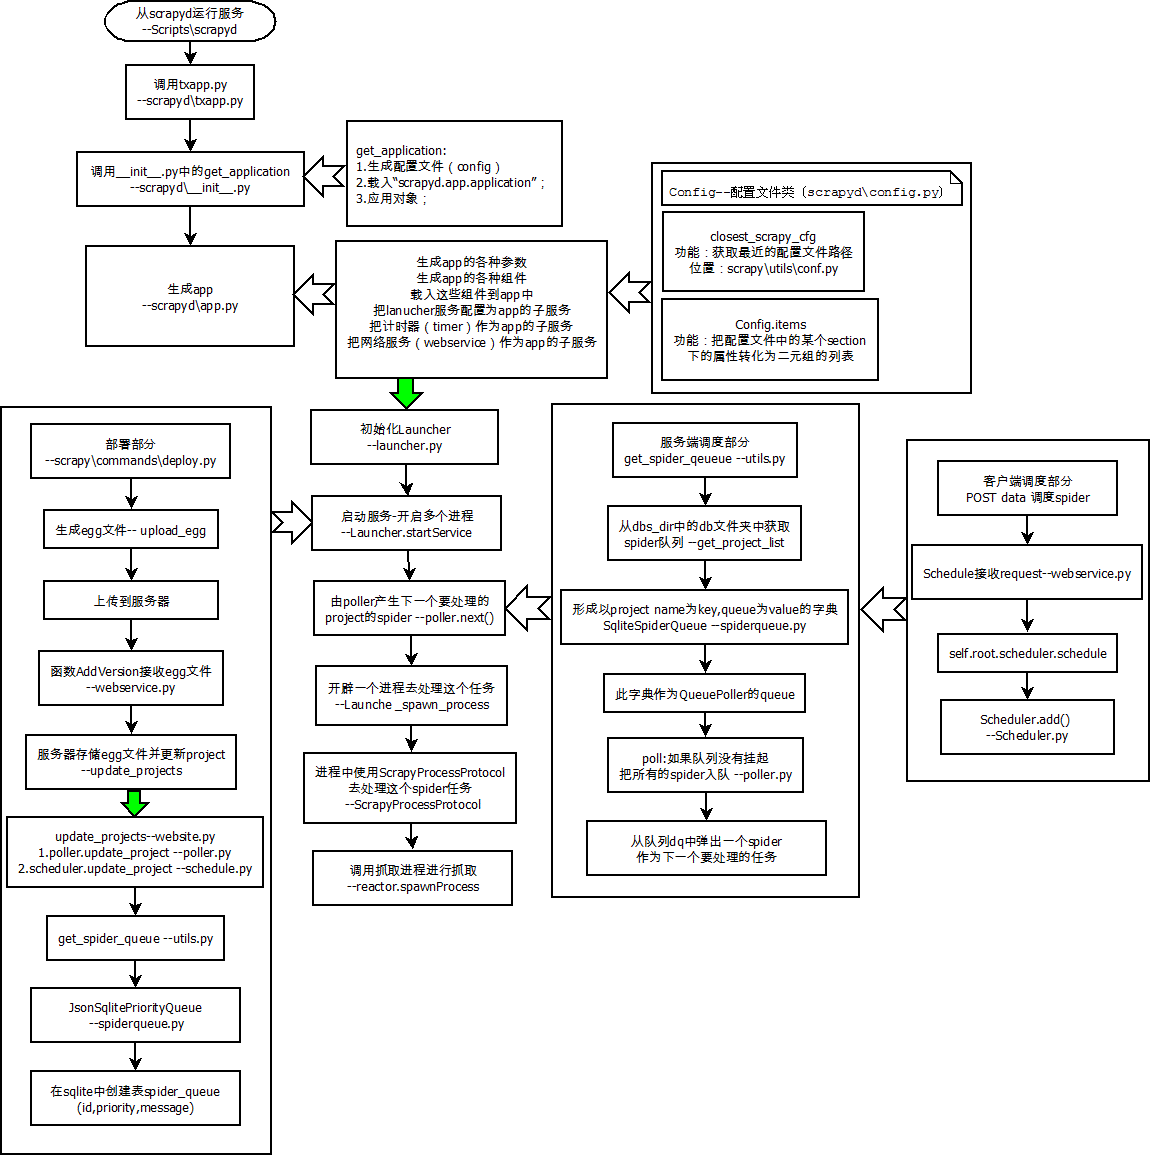 从scrapyd运行服务
--Scripts\scrapyd
调用txapp.py
--scrapyd\txapp.py
调用__init__.py中的get_application
--scrapyd\__init__.py
get_application:
1.生成配置文件（config）
2.载入“scrapyd.app.application”；
3.应用对象；
生成app
--scrapyd\app.py
生成app的各种参数
生成app的各种组件
载入这些组件到app中
把lanucher服务配置为app的子服务
把计时器（timer）作为app的子服务
把网络服务（webservice）作为app的子服务
Config--配置文件类（scrapyd\config.py）
closest_scrapy_cfg
功能：获取最近的配置文件路径
位置：scrapy\utils\conf.py
Config.items
功能：把配置文件中的某个section
下的属性转化为二元组的列表
部署部分
--scrapy\commands\deploy.py
生成egg文件-- upload_egg
上传到服务器
函数AddVersion接收egg文件
--webservice.py
服务器存储egg文件并更新project
--update_projects
update_projects--website.py
1.poller.update_project --poller.py
2.scheduler.update_project --schedule.py
get_spider_queue --utils.py
JsonSqlitePriorityQueue
--spiderqueue.py
在sqlite中创建表spider_queue
(id,priority,message)
初始化Launcher
--launcher.py
启动服务-开启多个进程
--Launcher.startService
由poller产生下一个要处理的
project的spider --poller.next()
开辟一个进程去处理这个任务
--Launche _spawn_process
进程中使用ScrapyProcessProtocol
去处理这个spider任务
--ScrapyProcessProtocol
调用抓取进程进行抓取
--reactor.spawnProcess
服务端调度部分
get_spider_qeueue --utils.py
从dbs_dir中的db文件夹中获取
spider队列 --get_project_list
形成以project name为key,queue为value的字典
SqliteSpiderQueue --spiderqueue.py
此字典作为QueuePoller的queue
poll:如果队列没有挂起
把所有的spider入队 --poller.py
从队列dq中弹出一个spider
作为下一个要处理的任务
客户端调度部分
POST data 调度spider
Schedule接收request--webservice.py
self.root.scheduler.schedule
Scheduler.add()
--Scheduler.py